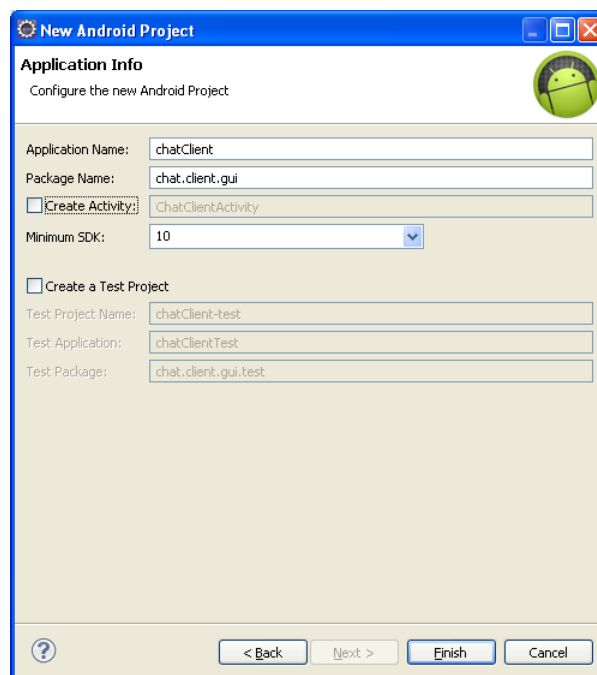 New Android Project
Application Info
Configure the new Android Project
Application Name: chatClient
Package Name: chat.client.gui
Create Activity: ChatClientActivity
Minimum SDK: 10
Create a Test Project
Test Project Name: chatClient-test
Test Application: chatClientTest
Test Package: chat.client.gui.test
? < Back Next > Finish Cancel